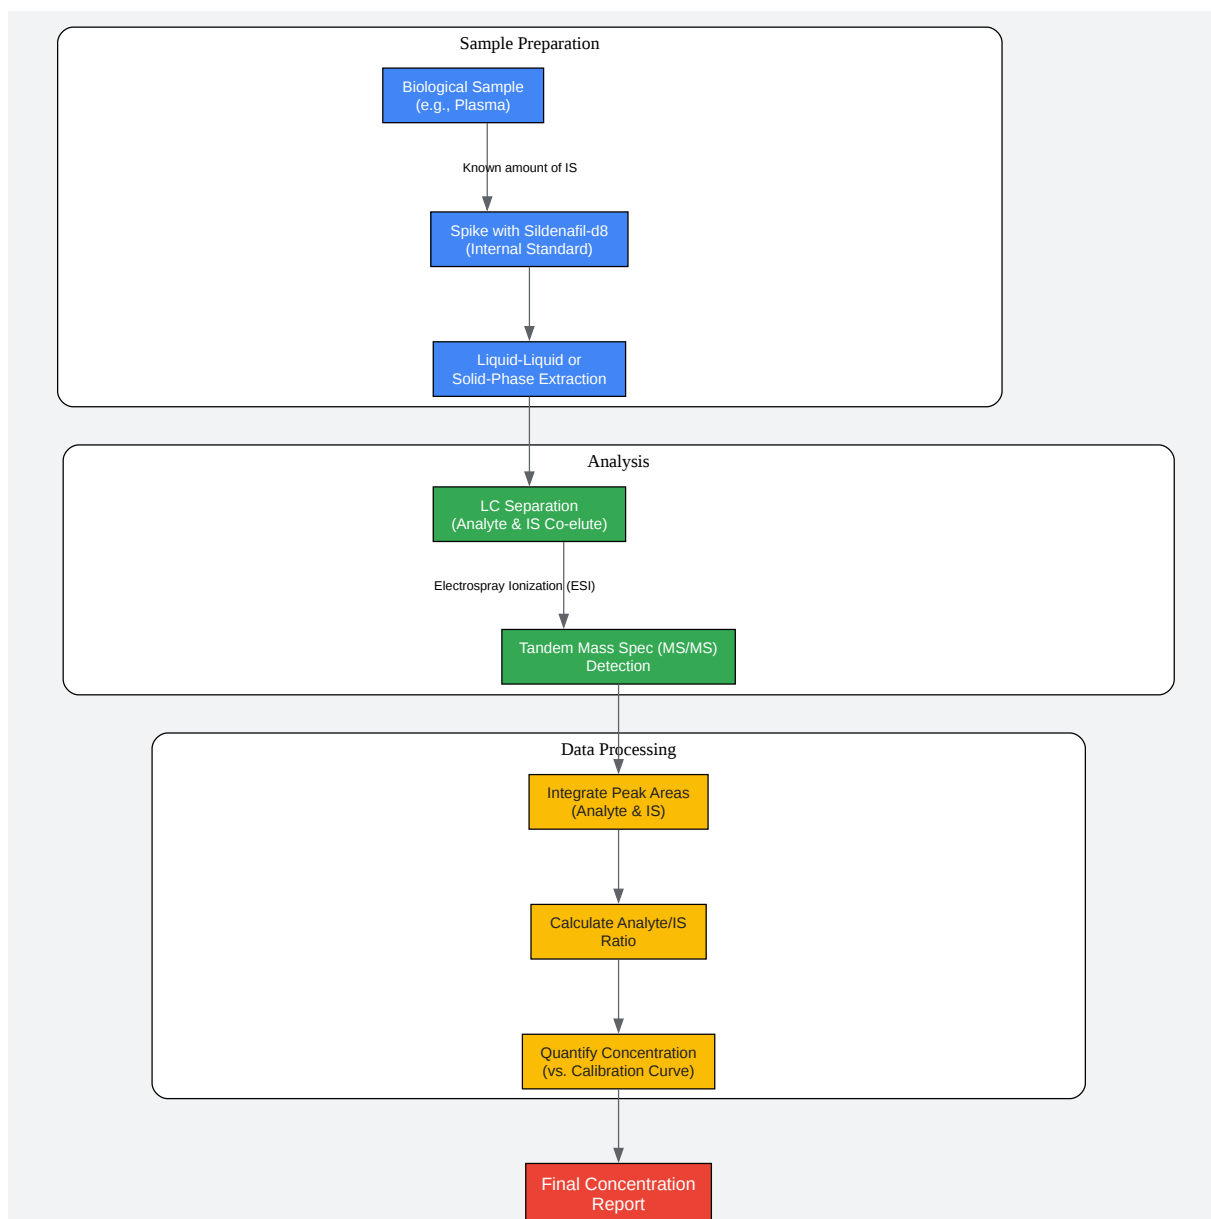 Sample Preparation
Biological Sample
(e.g., Plasma)
Known amount of IS
Spike with Sildenafil-d8
(Internal Standard)
Liquid-Liquid or
Solid-Phase Extraction
Analysis
LC Separation
(Analyte & IS Co-elute)
Electrospray Ionization (ESI)
Tandem Mass Spec (MS/MS)
Detection
Data Processing
Integrate Peak Areas
(Analyte & IS)
Calculate Analyte/IS
Ratio
Quantify Concentration
(vs. Calibration Curve)
Final Concentration
Report